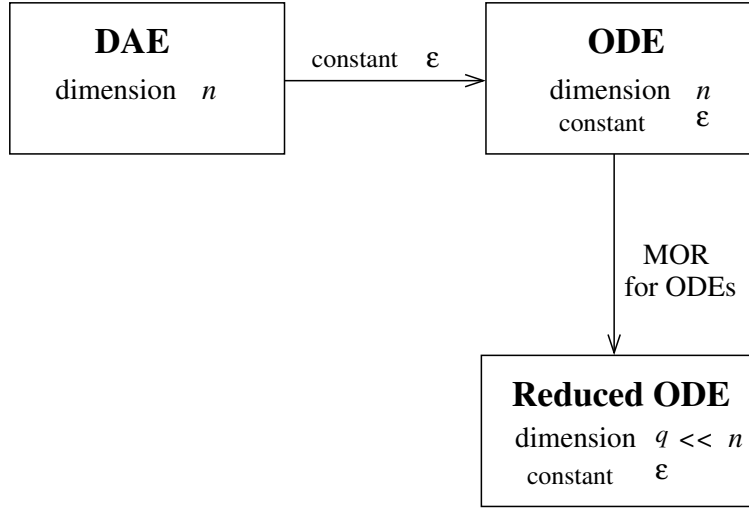 DAE
dimension n
constant ε
ODE
dimension n
constant ε
MOR
for ODEs
Reduced ODE
dimension q << n
constant ε